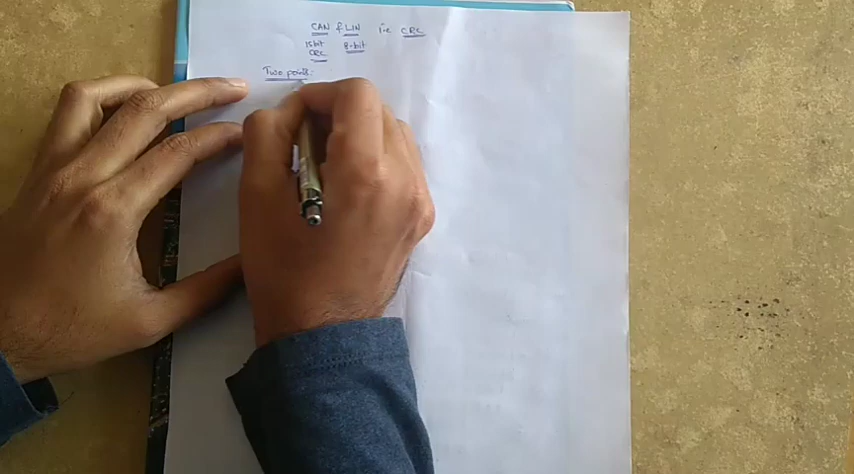 CAN & LIN i.e CRC
15bit 8-bit
CRC
Two points: